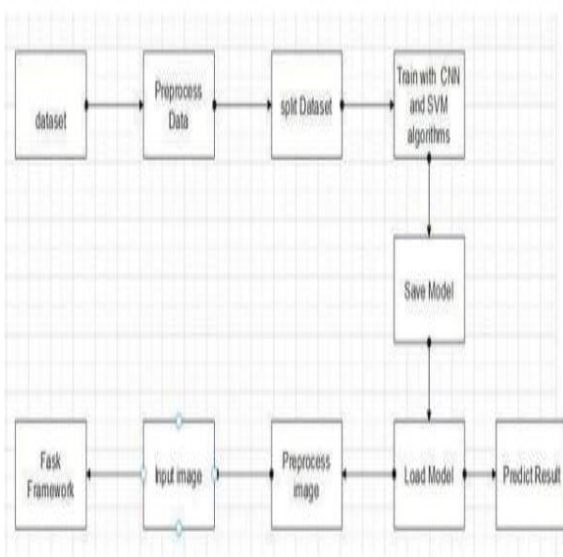 dataset
Preprocess
Data
split Dataset
Train with CNN
and SVM
algorithms
Save Model
Fask
Framework
Input image
Preprocess
image
Load Model
Predict Result